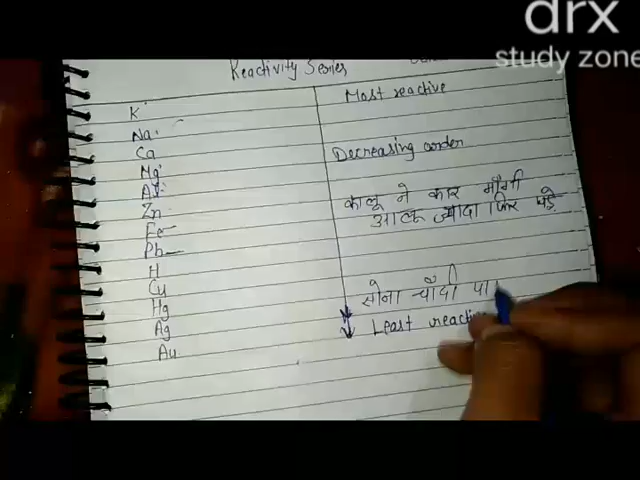 drx
study zone
Reactivity Series
K
Most reactive
Na
Ca
Decreasing order
Mg
Al
कालू ने कार माँगी
Zn
आलू ज्यादा फिर पड़े
Fe
Pb
H
Cu
सोना चाँदी पा
Hg
Ag
Least reactive
Au